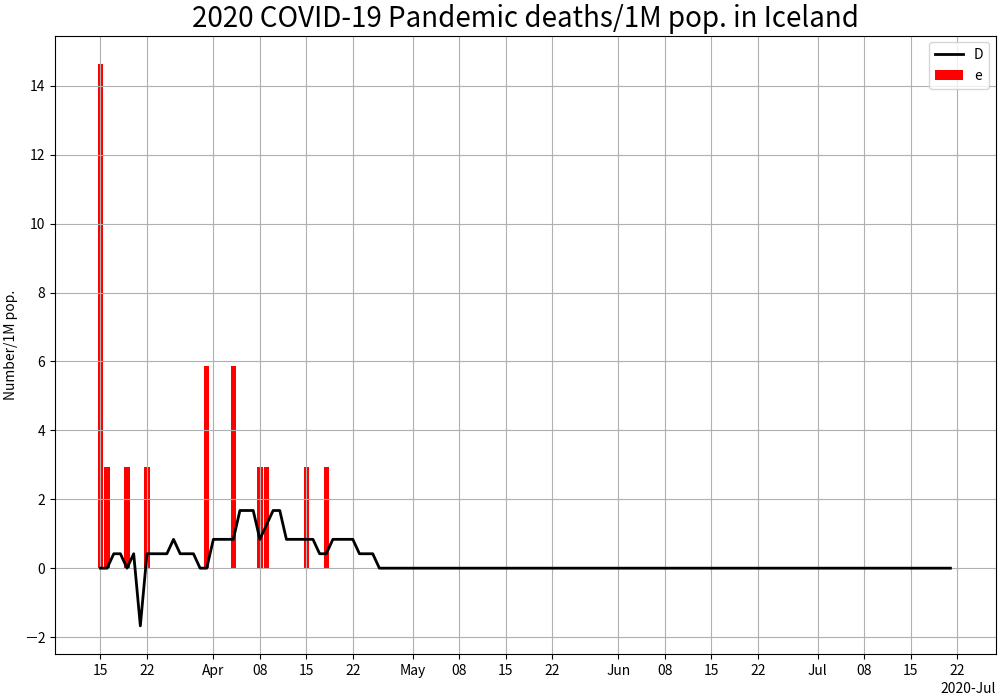 2020 COVID-19 Pandemic deaths/1M pop. in Iceland
D
e
Number/1M pop.
14
12
10
8
6
4
2
0
−2
15 22 Apr 08 15 22 May 08 15 22 Jun 08 15 22 Jul 08 15 22
2020-Jul